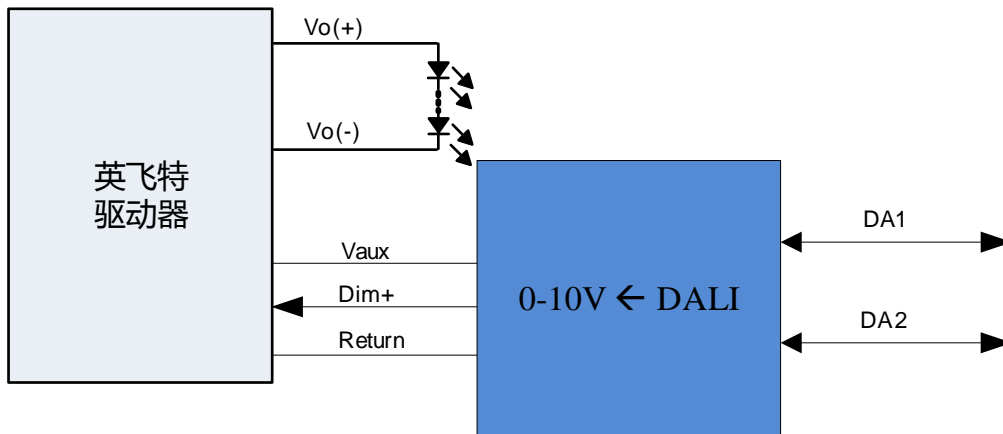 Vo(+)
Vo(-)
英飞特
驱动器
Vaux
Dim+
Return
0-10V ← DALI
DA1
DA2